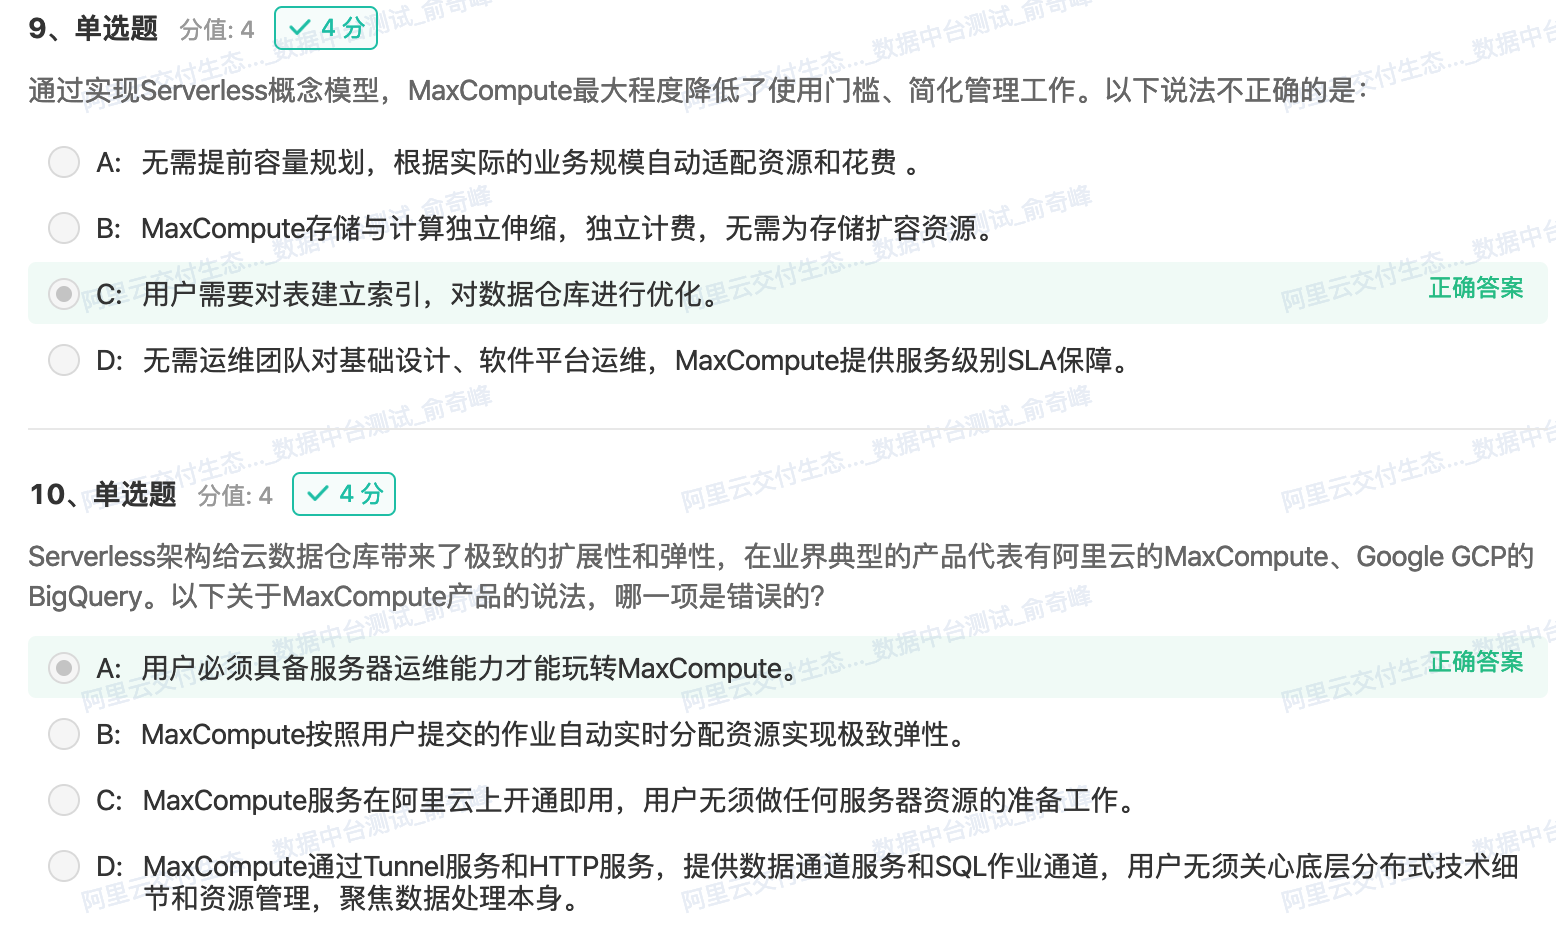 9、单选题 分值: 4 4 分
通过实现Serverless概念模型，MaxCompute最大程度降低了使用门槛、简化管理工作。以下说法不正确的是：
A: 无需提前容量规划，根据实际的业务规模自动适配资源和花费 。
B: MaxCompute存储与计算独立伸缩，独立计费，无需为存储扩容资源。
C: 用户需要对表建立索引，对数据仓库进行优化。 正确答案
D: 无需运维团队对基础设计、软件平台运维，MaxCompute提供服务级别SLA保障。
10、单选题 分值: 4 4 分
Serverless架构给云数据仓库带来了极致的扩展性和弹性，在业界典型的产品代表有阿里云的MaxCompute、Google GCP的
BigQuery。以下关于MaxCompute产品的说法，哪一项是错误的?
A: 用户必须具备服务器运维能力才能玩转MaxCompute。 正确答案
B: MaxCompute按照用户提交的作业自动实时分配资源实现极致弹性。
C: MaxCompute服务在阿里云上开通即用，用户无须做任何服务器资源的准备工作。
D: MaxCompute通过Tunnel服务和HTTP服务，提供数据通道服务和SQL作业通道，用户无须关心底层分布式技术细
节和资源管理，聚焦数据处理本身。
阿里云交付生态..._数据中台测试_俞奇峰